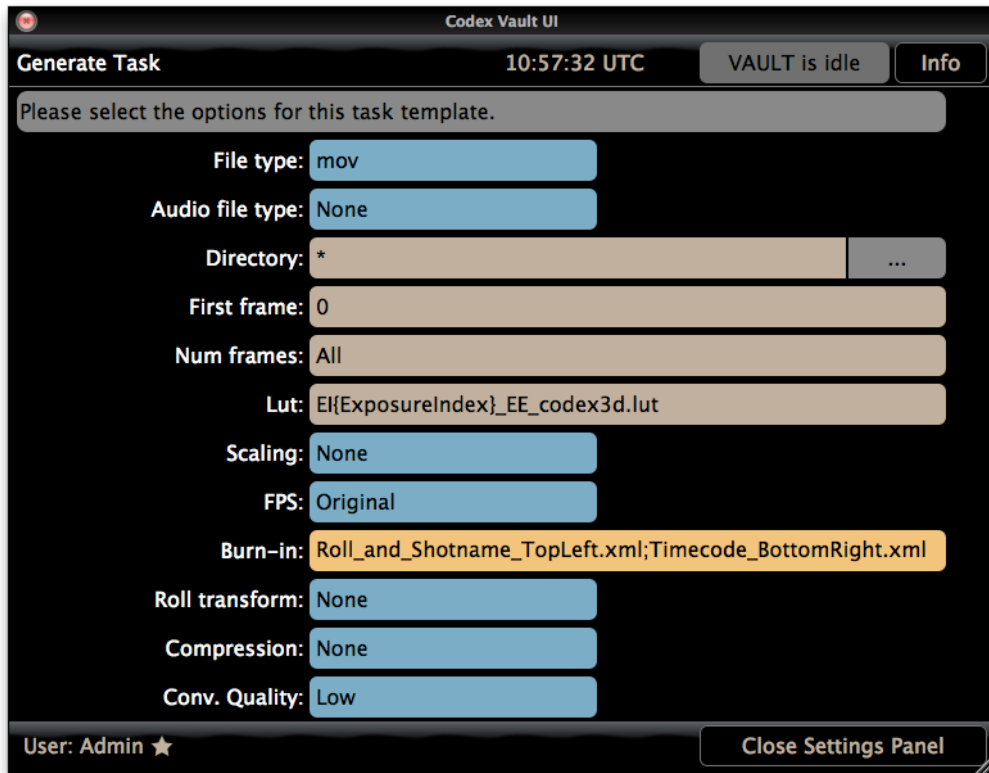 Codex Vault UI
Generate Task 10:57:32 UTC VAULT is idle Info
Please select the options for this task template.
File type: mov
Audio file type: None
Directory: * ...
First frame: 0
Num frames: All
Lut: EI{ExposureIndex}_EE_codex3d.lut
Scaling: None
FPS: Original
Burn-in: Roll_and_Shotname_TopLeft.xml;Timecode_BottomRight.xml
Roll transform: None
Compression: None
Conv. Quality: Low
User: Admin ★ Close Settings Panel